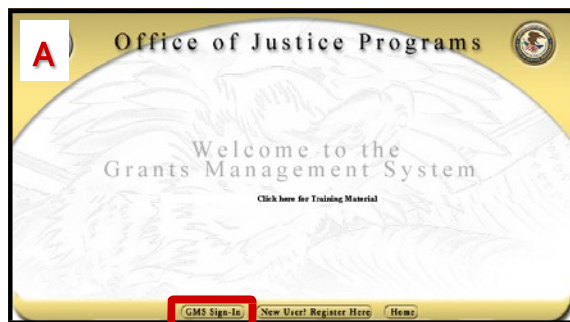 A
Office of Justice Programs
Welcome to the
Grants Management System
Click here for Training Material
GMS Sign-In
New User! Register Here
Home